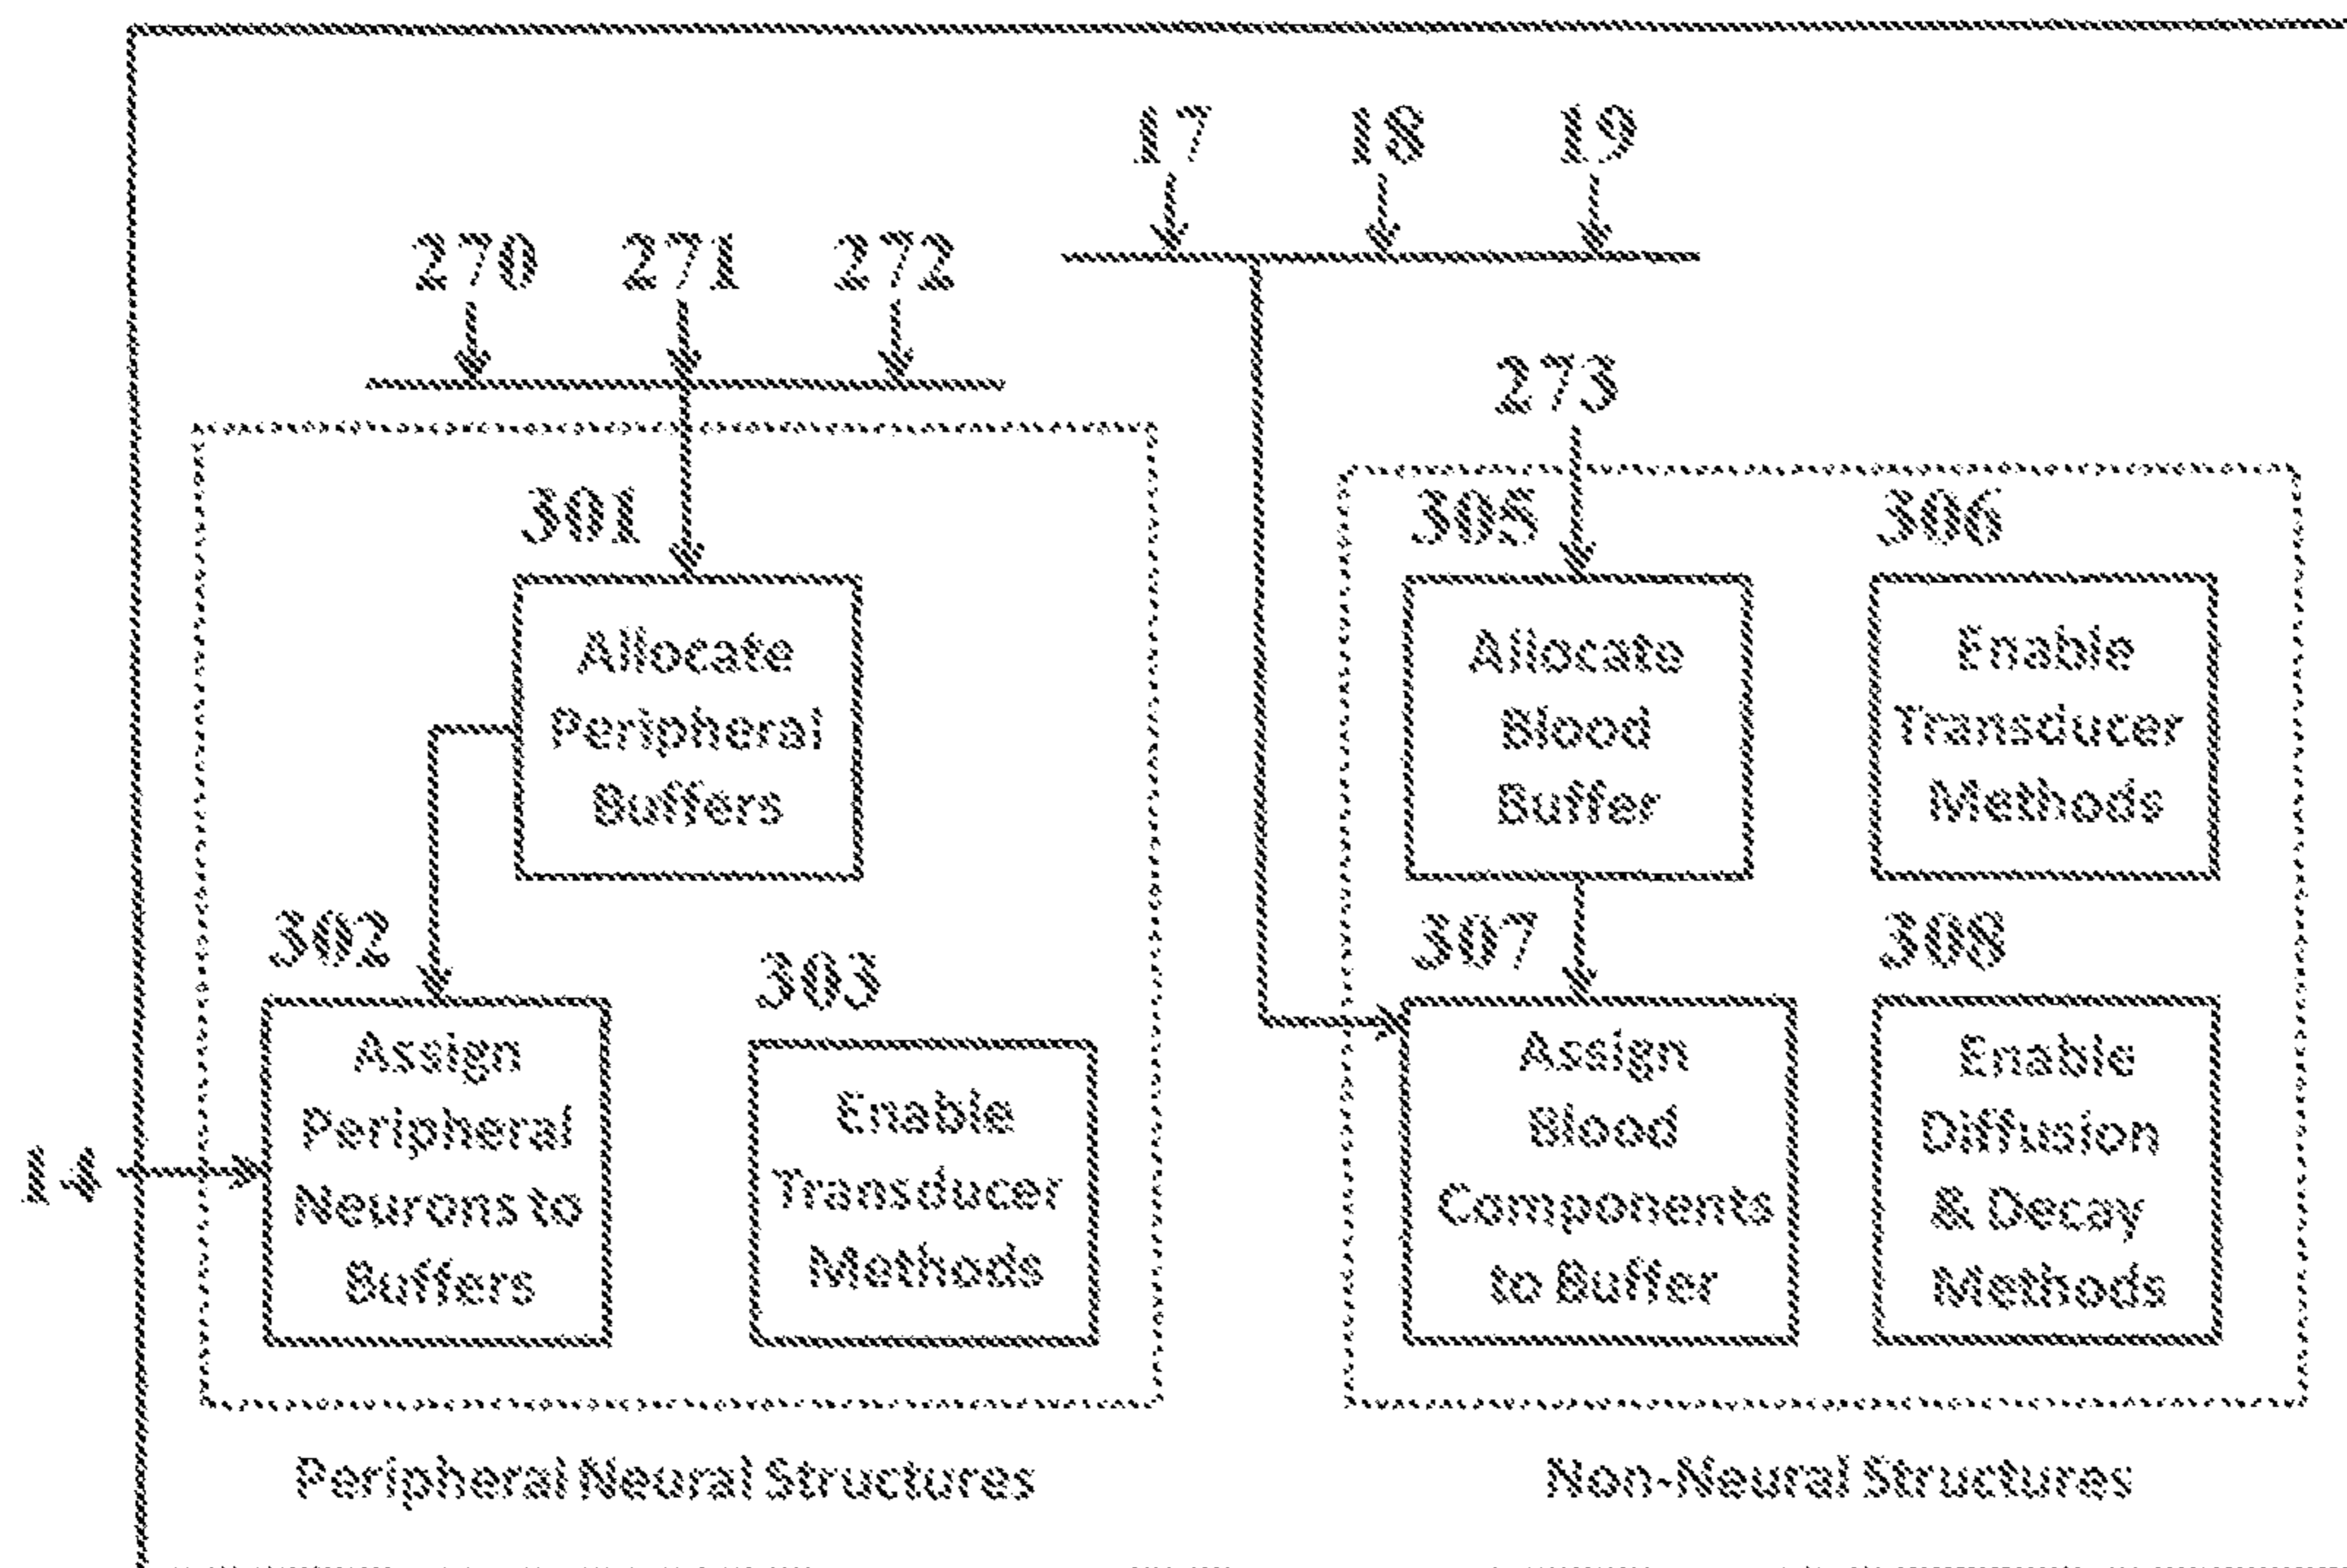 17 18 19
270 271 272
273
301
305
306
Allocate
Peripheral
Buffers
Allocate
Blood
Buffer
Enable
Transducer
Methods
302
303
307
308
14
Assign
Peripheral
Neurons to
Buffers
Enable
Transducer
Methods
Assign
Blood
Components
to Buffer
Enable
Diffusion
& Decay
Methods
Peripheral Neural Structures
Non-Neural Structures